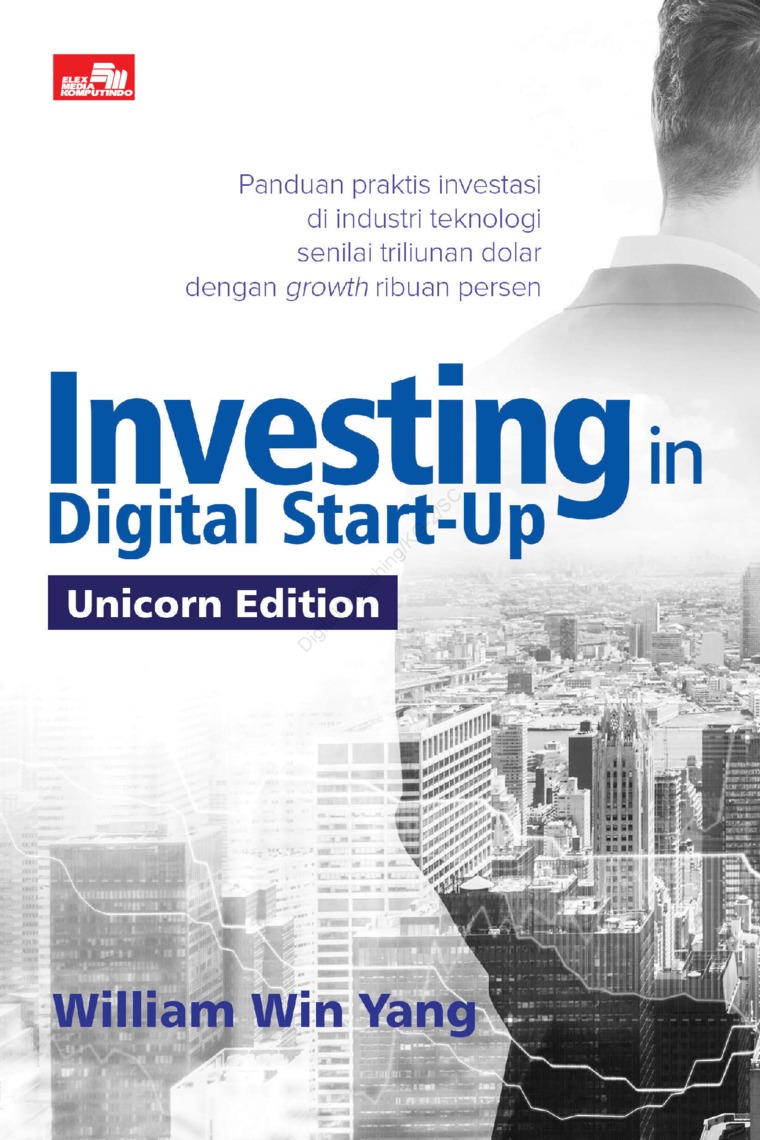 ELEX
MEDIA
KOMPUTINDO
Panduan praktis investasi
di industri teknologi
senilai triliunan dolar
dengan growth ribuan persen
Investing in
Digital Start-Up
Unicorn Edition
William Win Yang